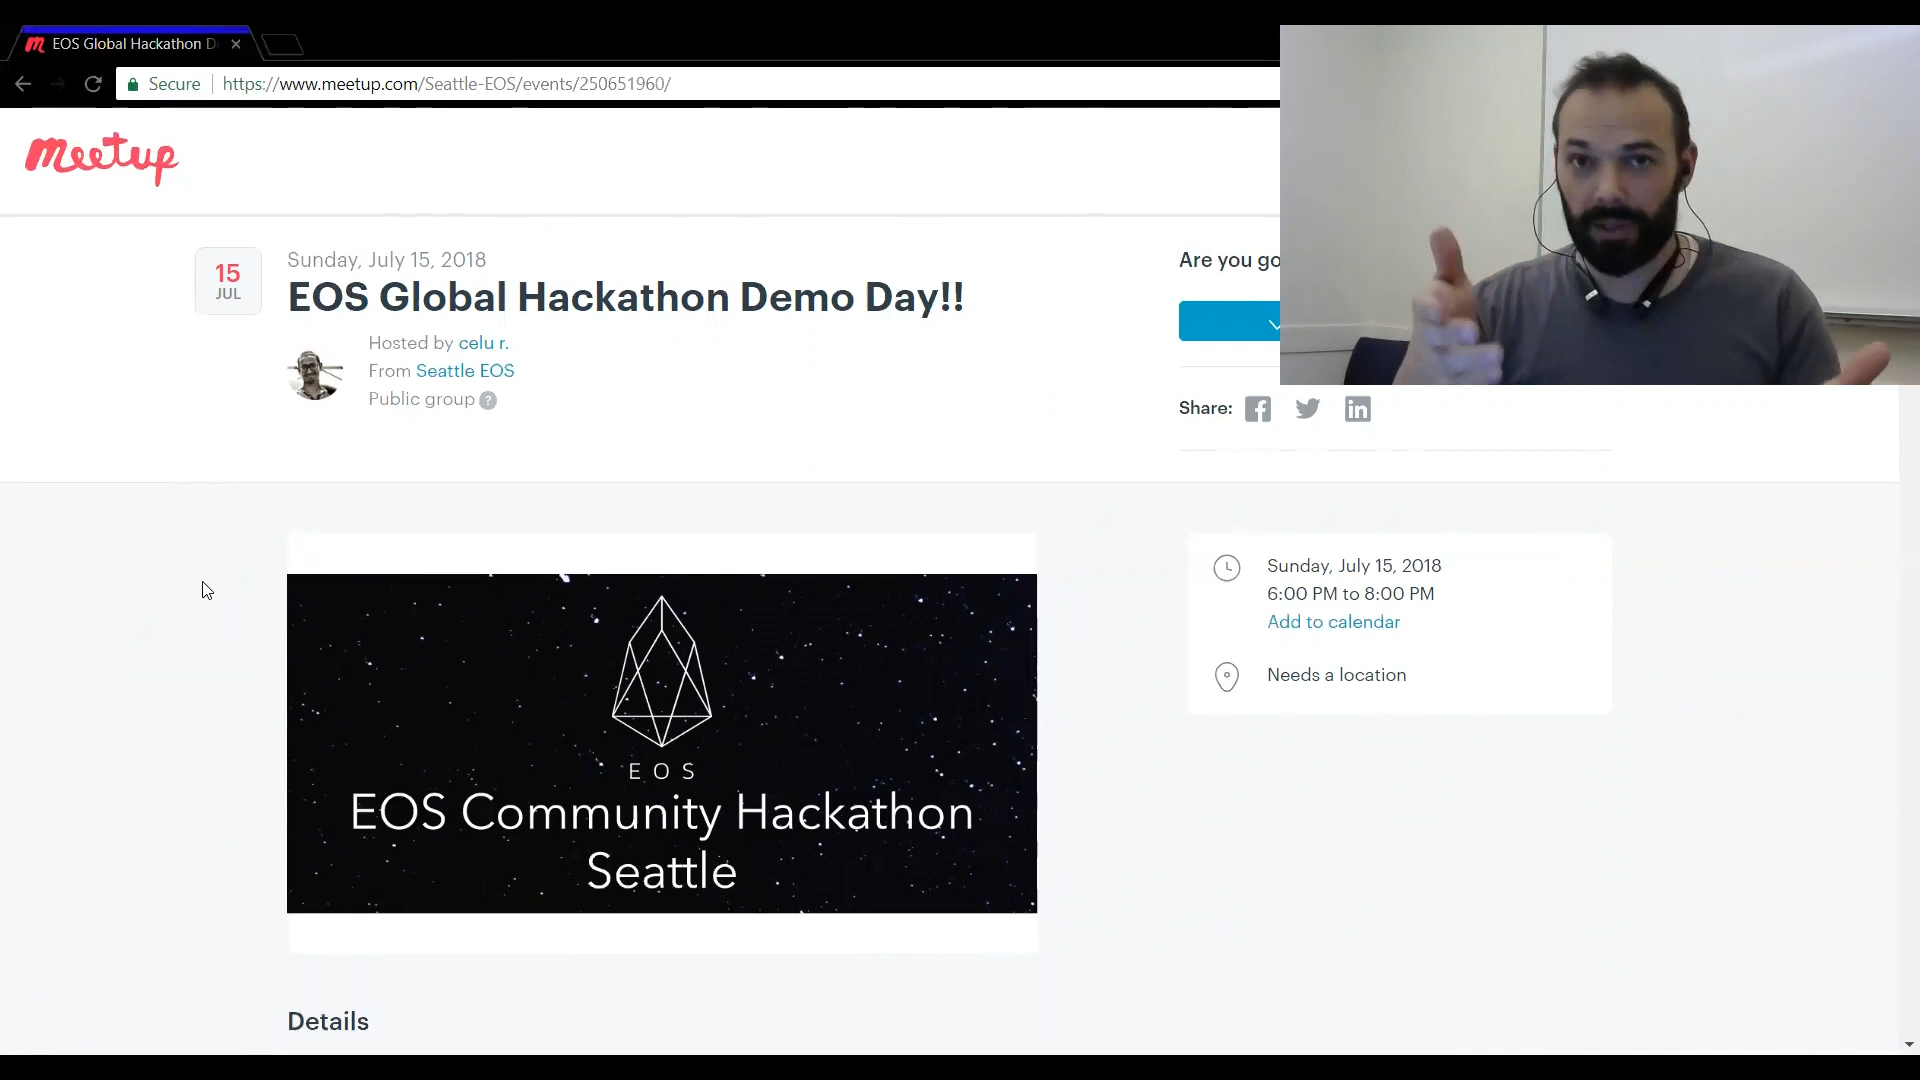 EOS Global Hackathon D
Secure
https://www.meetup.com/Seattle-EOS/events/250651960/
meetup
15
JUL
Sunday, July 15, 2018
EOS Global Hackathon Demo Day!!
Hosted by celu r.
From Seattle EOS
Public group ?
Are you go
Share:
Sunday, July 15, 2018
6:00 PM to 8:00 PM
Add to calendar
Needs a location
EOS
EOS Community Hackathon
Seattle
Details